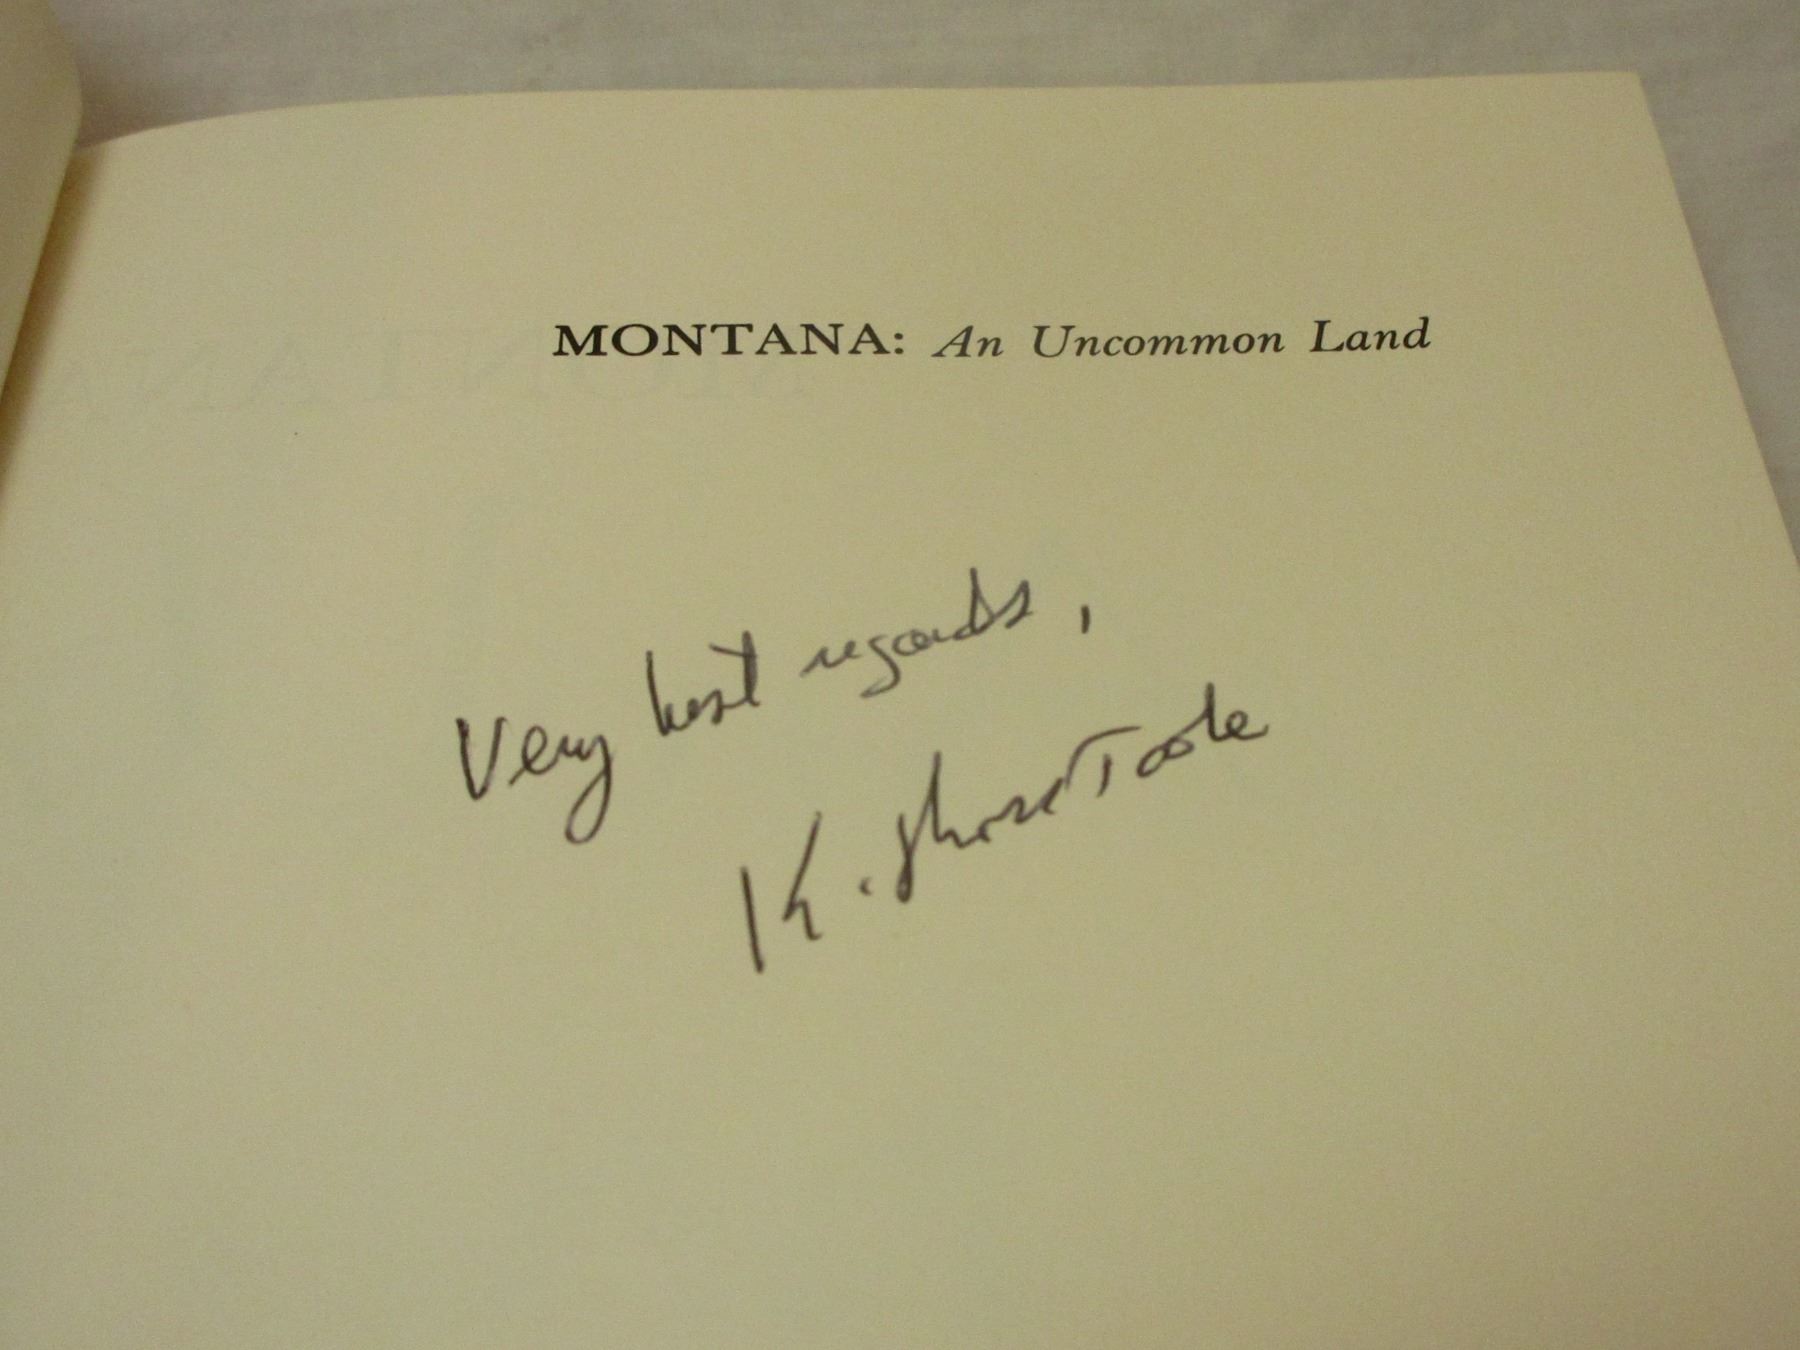 MONTANA: An Uncommon Land
Very best regards,
K. Ross Toole